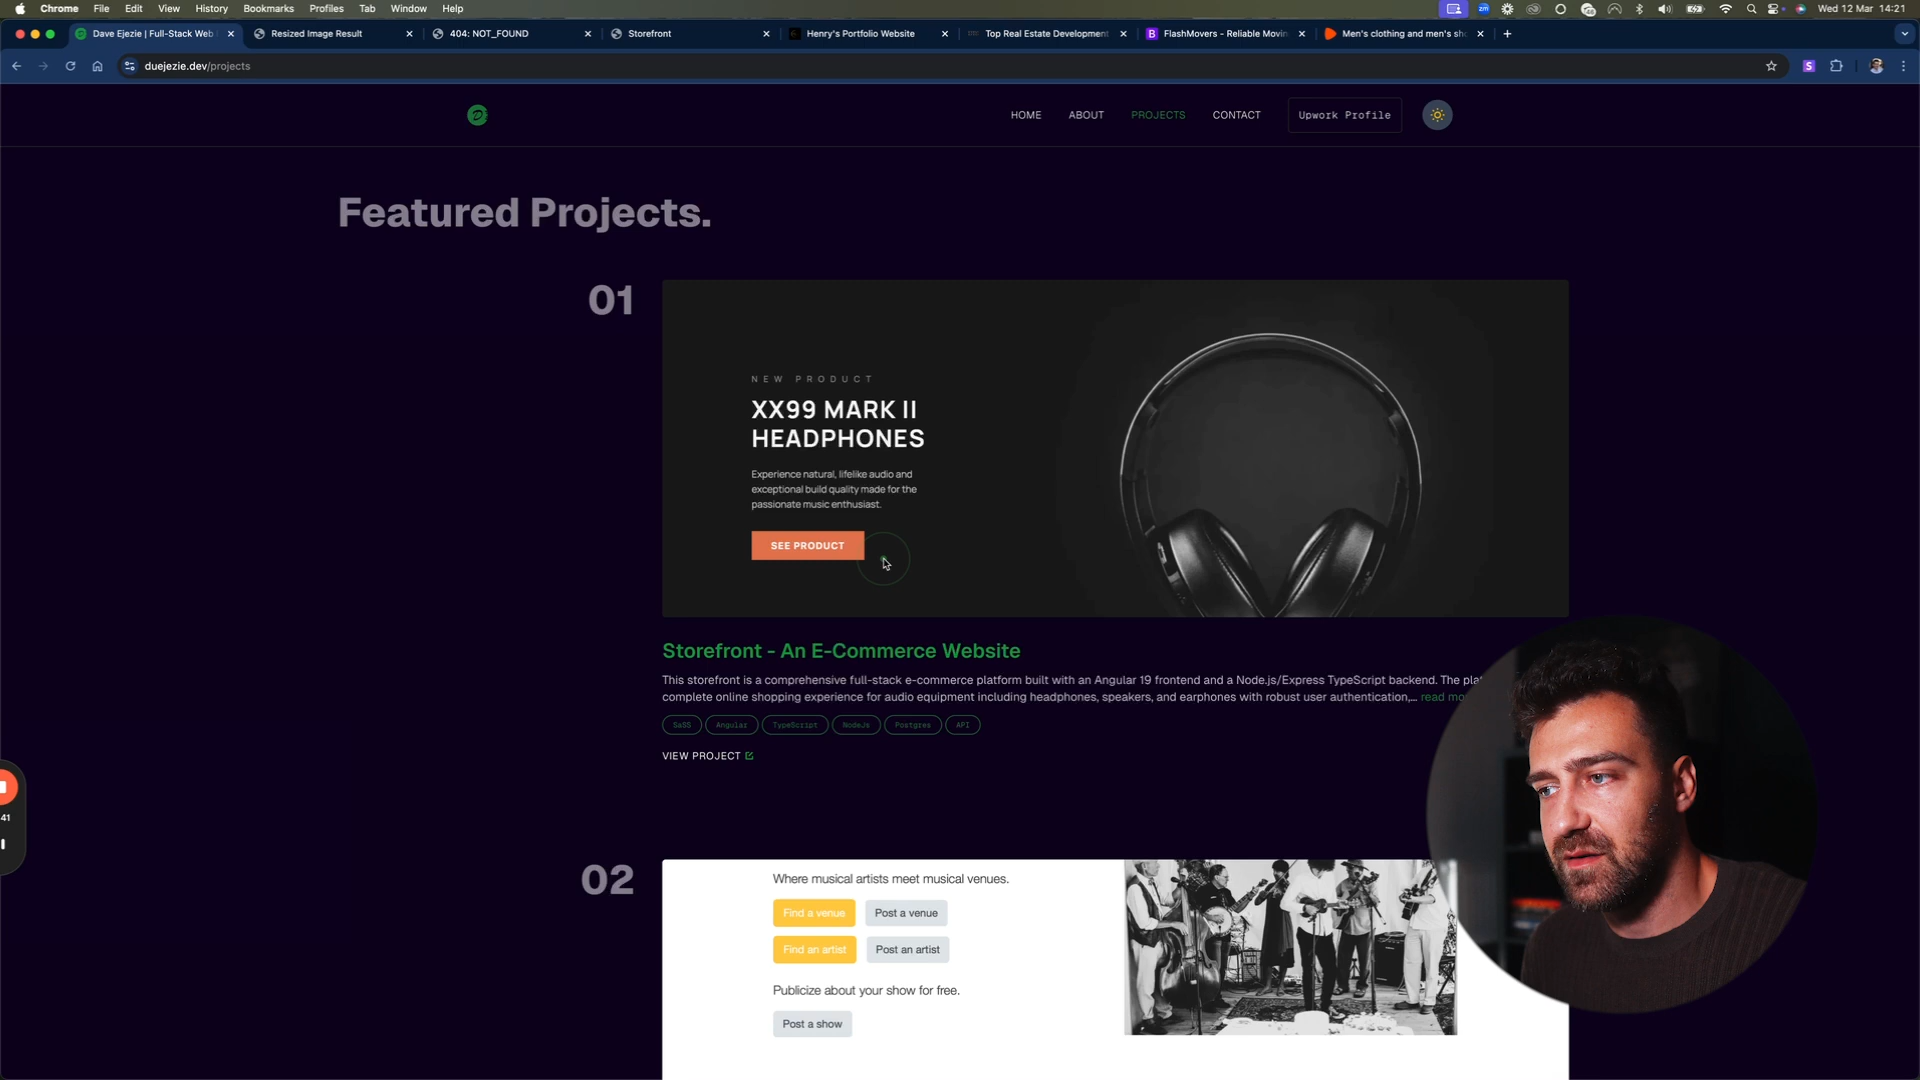 Chrome File Edit View History Bookmarks Profiles Tab Window Help Wed 12 Mar 14:21
Dave Ejezie | Full-Stack Web Resized Image Result 404: NOT_FOUND Storefront Henry's Portfolio Website Top Real Estate Development FlashMovers - Reliable Movin Men's clothing and men's sho
duejezie.dev/projects
HOME ABOUT PROJECTS CONTACT Upwork Profile
Featured Projects.
01
NEW PRODUCT
XX99 MARK II
HEADPHONES
Experience natural, lifelike audio and
exceptional build quality made for the
passionate music enthusiast.
SEE PRODUCT
Storefront - An E-Commerce Website
This storefront is a comprehensive full-stack e-commerce platform built with an Angular 19 frontend and a Node.js/Express TypeScript backend. The pla
complete online shopping experience for audio equipment including headphones, speakers, and earphones with robust user authentication,... read mo
SaSS Angular TypeScript NodeJs Postgres API
VIEW PROJECT
41
02
Where musical artists meet musical venues.
Find a venue Post a venue
Find an artist Post an artist
Publicize about your show for free.
Post a show